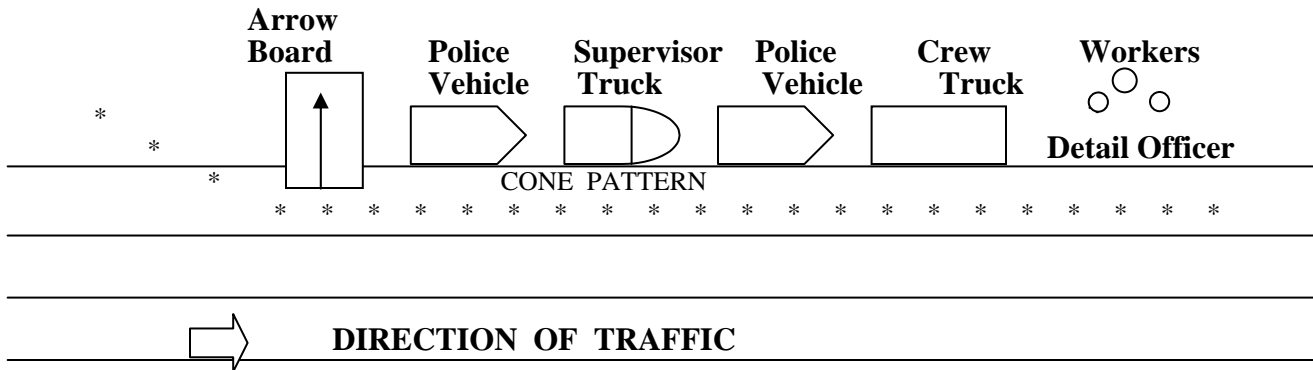 Arrow
Board
Police
Vehicle
Supervisor
Truck
Police
Vehicle
Crew
Truck
Workers
Detail Officer
*
*
*
CONE PATTERN
* * * * * * * * * * * * * * * * * * * * *
DIRECTION OF TRAFFIC